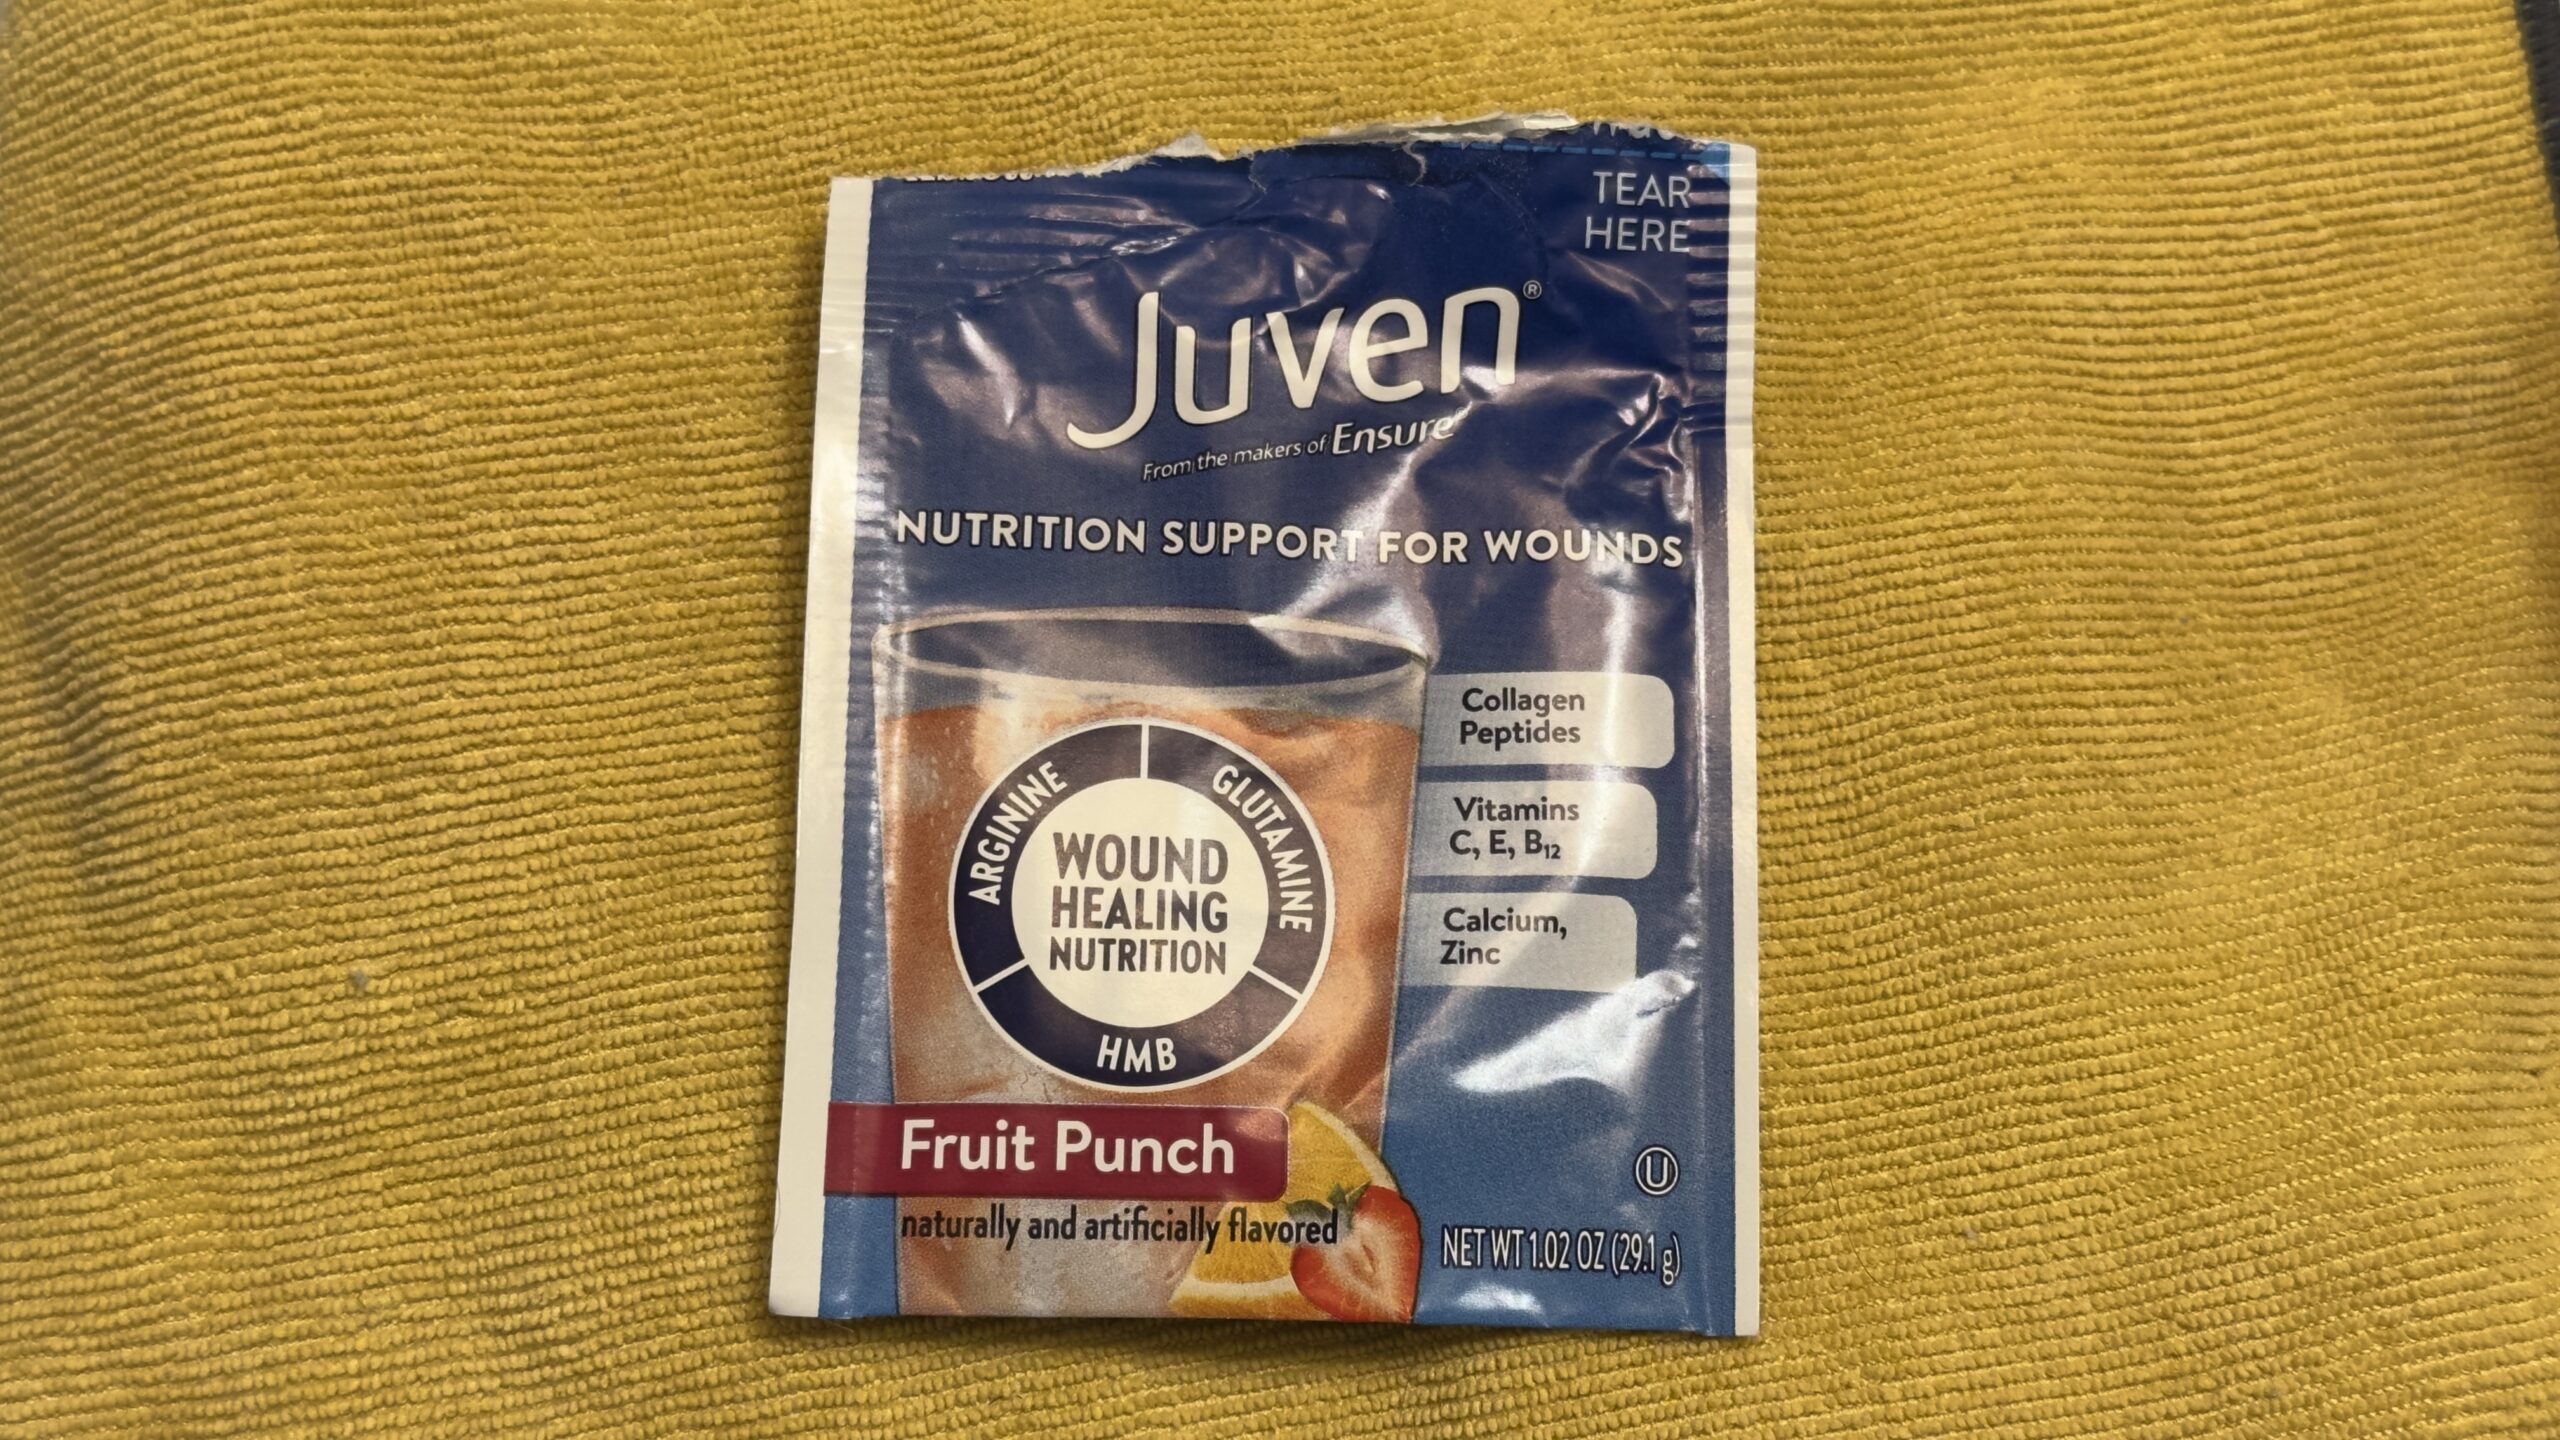 TEAR
HERE
Juven®
From the makers of Ensure
NUTRITION SUPPORT FOR WOUNDS
Collagen
Peptides
Vitamins
C, E, B₁₂
Calcium,
Zinc
ARGININE
GLUTAMINE
HMB
WOUND
HEALING
NUTRITION
Fruit Punch
naturally and artificially flavored
U
NET WT 1.02 OZ (29.1 g)